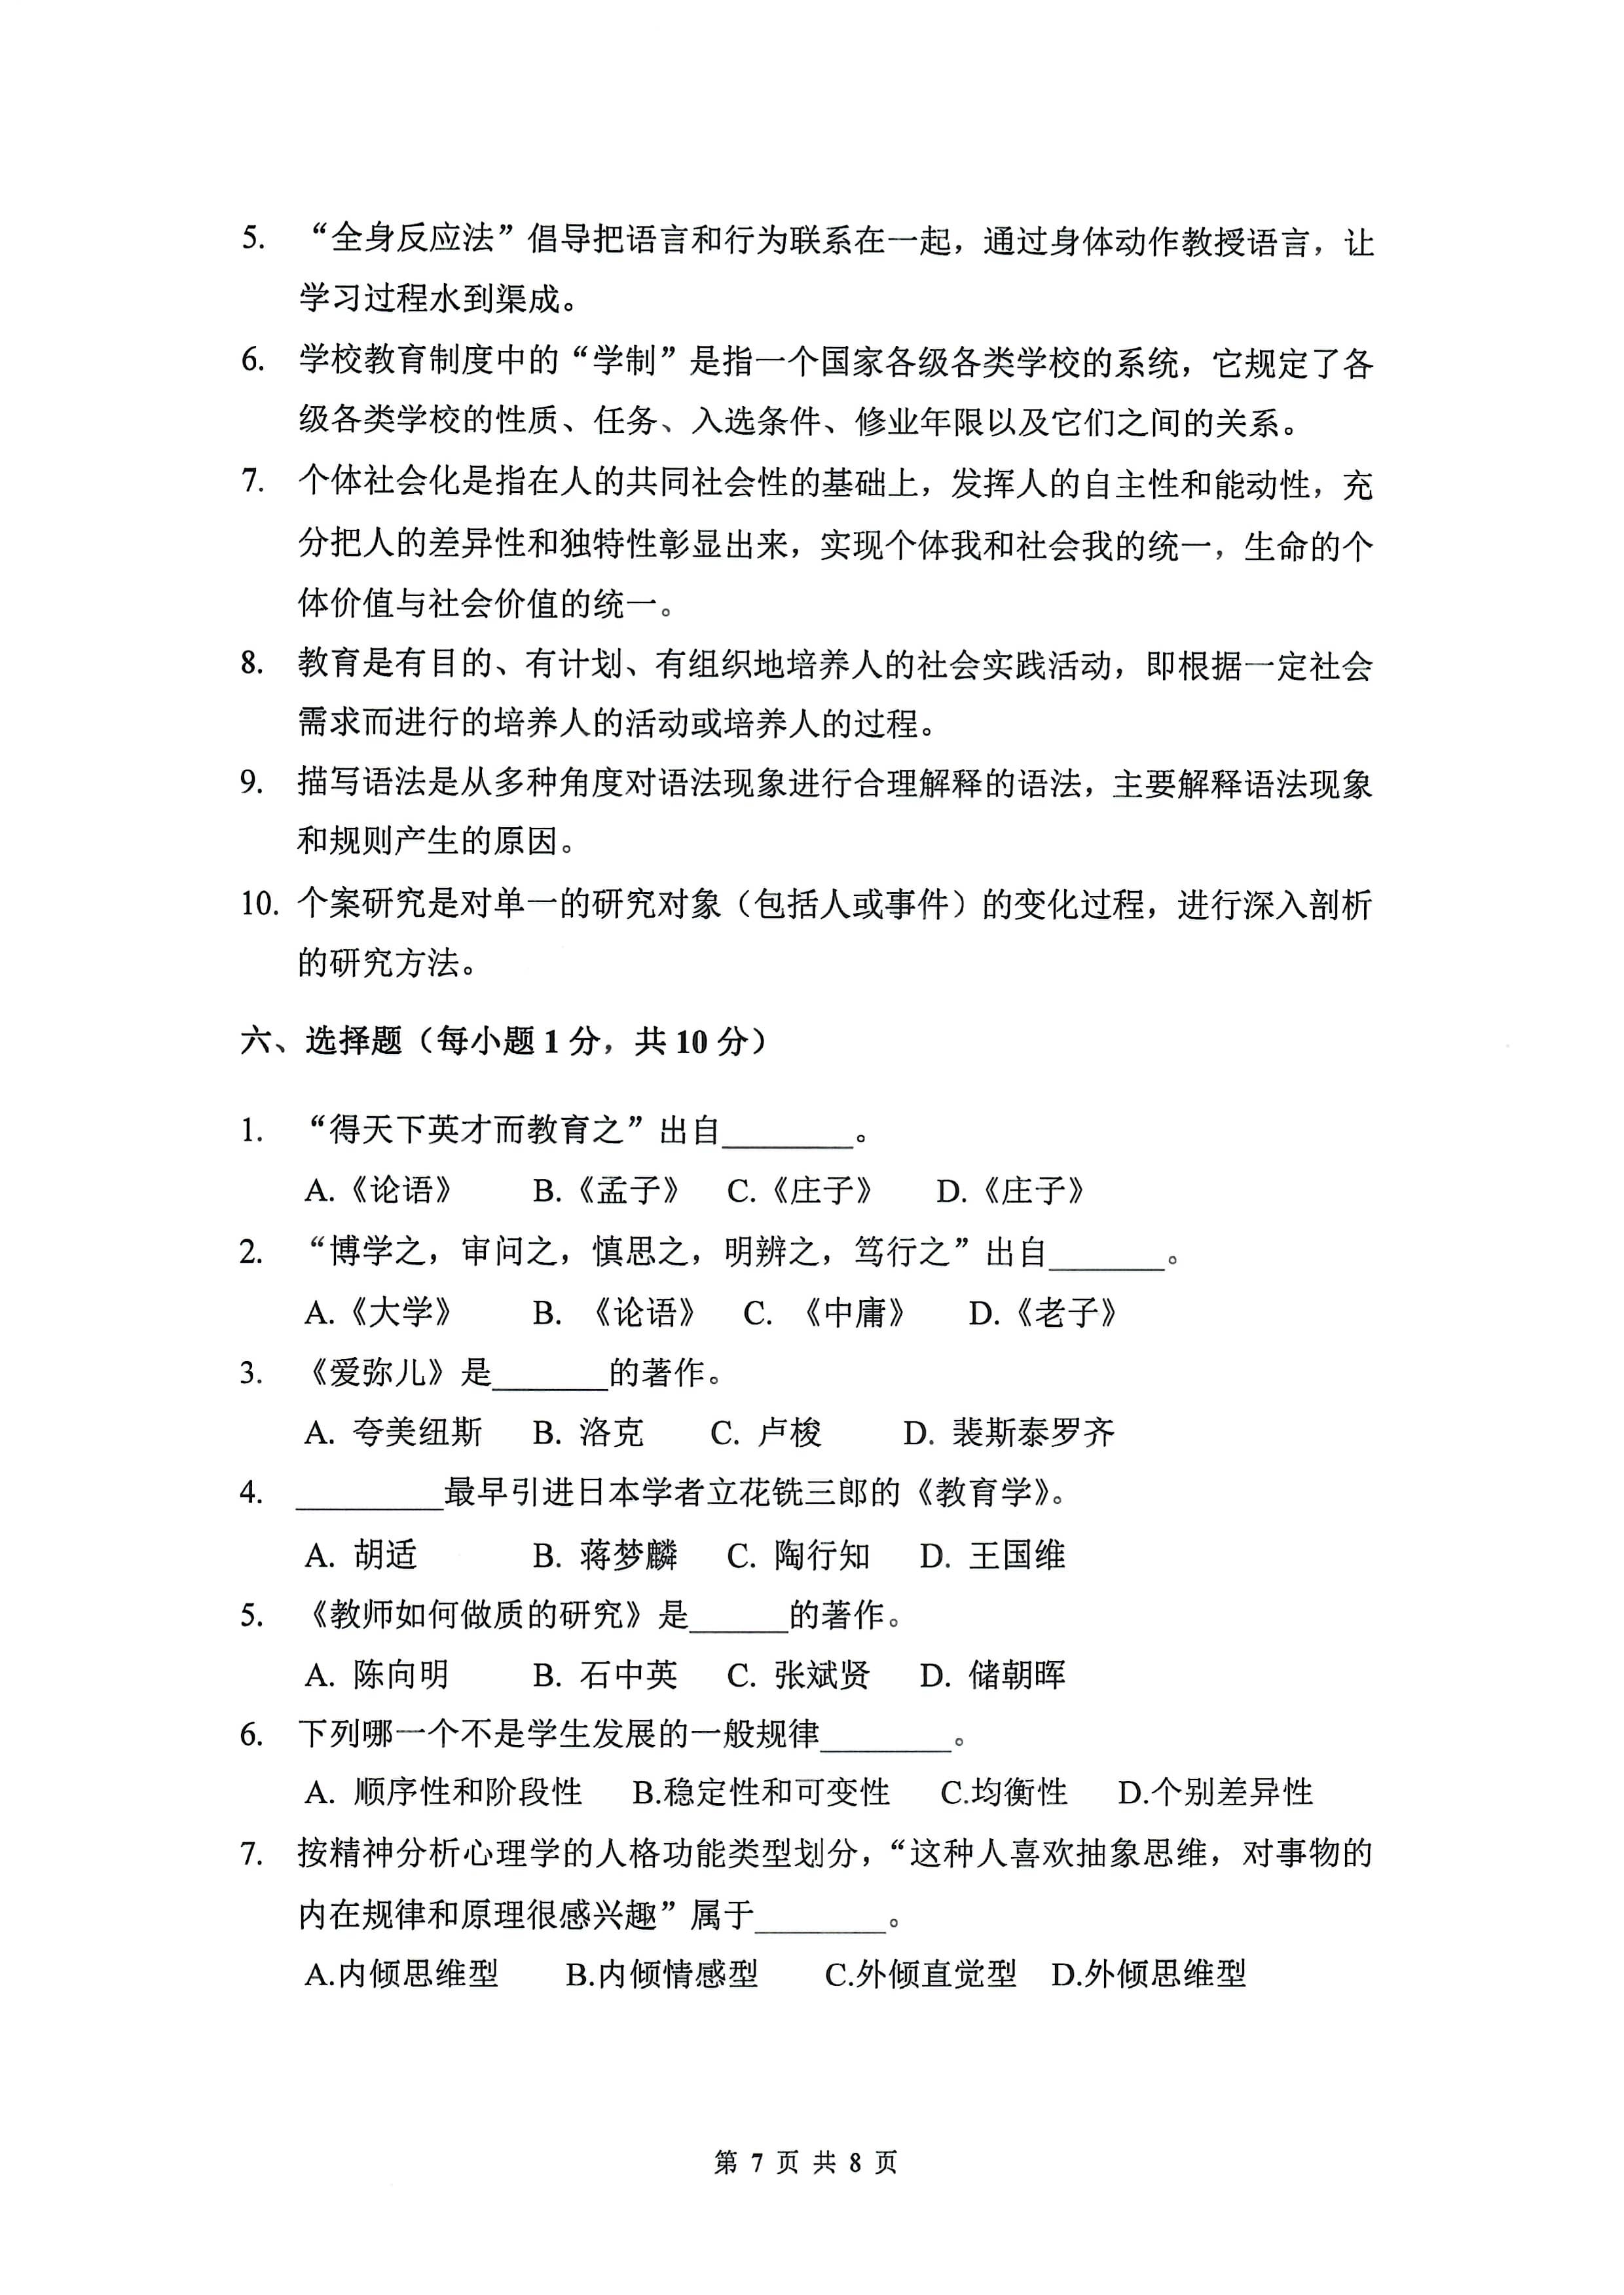 5. “全身反应法”倡导把语言和行为联系在一起，通过身体动作教授语言，让
学习过程水到渠成。
6. 学校教育制度中的“学制”是指一个国家各级各类学校的系统，它规定了各
级各类学校的性质、任务、入选条件、修业年限以及它们之间的关系。
7. 个体社会化是指在人的共同社会性的基础上，发挥人的自主性和能动性，充
分把人的差异性和独特性彰显出来，实现个体我和社会我的统一，生命的个
体价值与社会价值的统一。
8. 教育是有目的、有计划、有组织地培养人的社会实践活动，即根据一定社会
需求而进行的培养人的活动或培养人的过程。
9. 描写语法是从多种角度对语法现象进行合理解释的语法，主要解释语法现象
和规则产生的原因。
10. 个案研究是对单一的研究对象（包括人或事件）的变化过程，进行深入剖析
的研究方法。
六、选择题（每小题 1 分，共 10 分）
1. “得天下英才而教育之”出自________。
A.《论语》 B.《孟子》 C.《庄子》 D.《庄子》
2. “博学之，审问之，慎思之，明辨之，笃行之”出自_______。
A.《大学》 B. 《论语》 C. 《中庸》 D.《老子》
3. 《爱弥儿》是_______的著作。
A. 夸美纽斯 B. 洛克 C. 卢梭 D. 裴斯泰罗齐
4. _________最早引进日本学者立花铣三郎的《教育学》。
A. 胡适 B. 蒋梦麟 C. 陶行知 D. 王国维
5. 《教师如何做质的研究》是______的著作。
A. 陈向明 B. 石中英 C. 张斌贤 D. 储朝晖
6. 下列哪一个不是学生发展的一般规律________。
A. 顺序性和阶段性 B.稳定性和可变性 C.均衡性 D.个别差异性
7. 按精神分析心理学的人格功能类型划分，“这种人喜欢抽象思维，对事物的
内在规律和原理很感兴趣”属于________。
A.内倾思维型 B.内倾情感型 C.外倾直觉型 D.外倾思维型
第 7 页 共 8 页